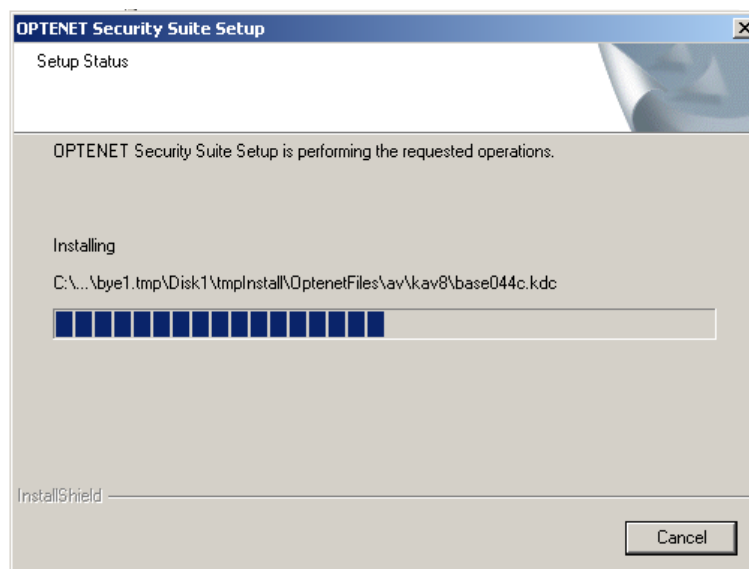 OPTENET Security Suite Setup
Setup Status
OPTENET Security Suite Setup is performing the requested operations.
Installing
C:\...\bye1.tmp\Disk1\tmpInstall\OptenetFiles\av\kav8\base044c.kdc
InstallShield
Cancel